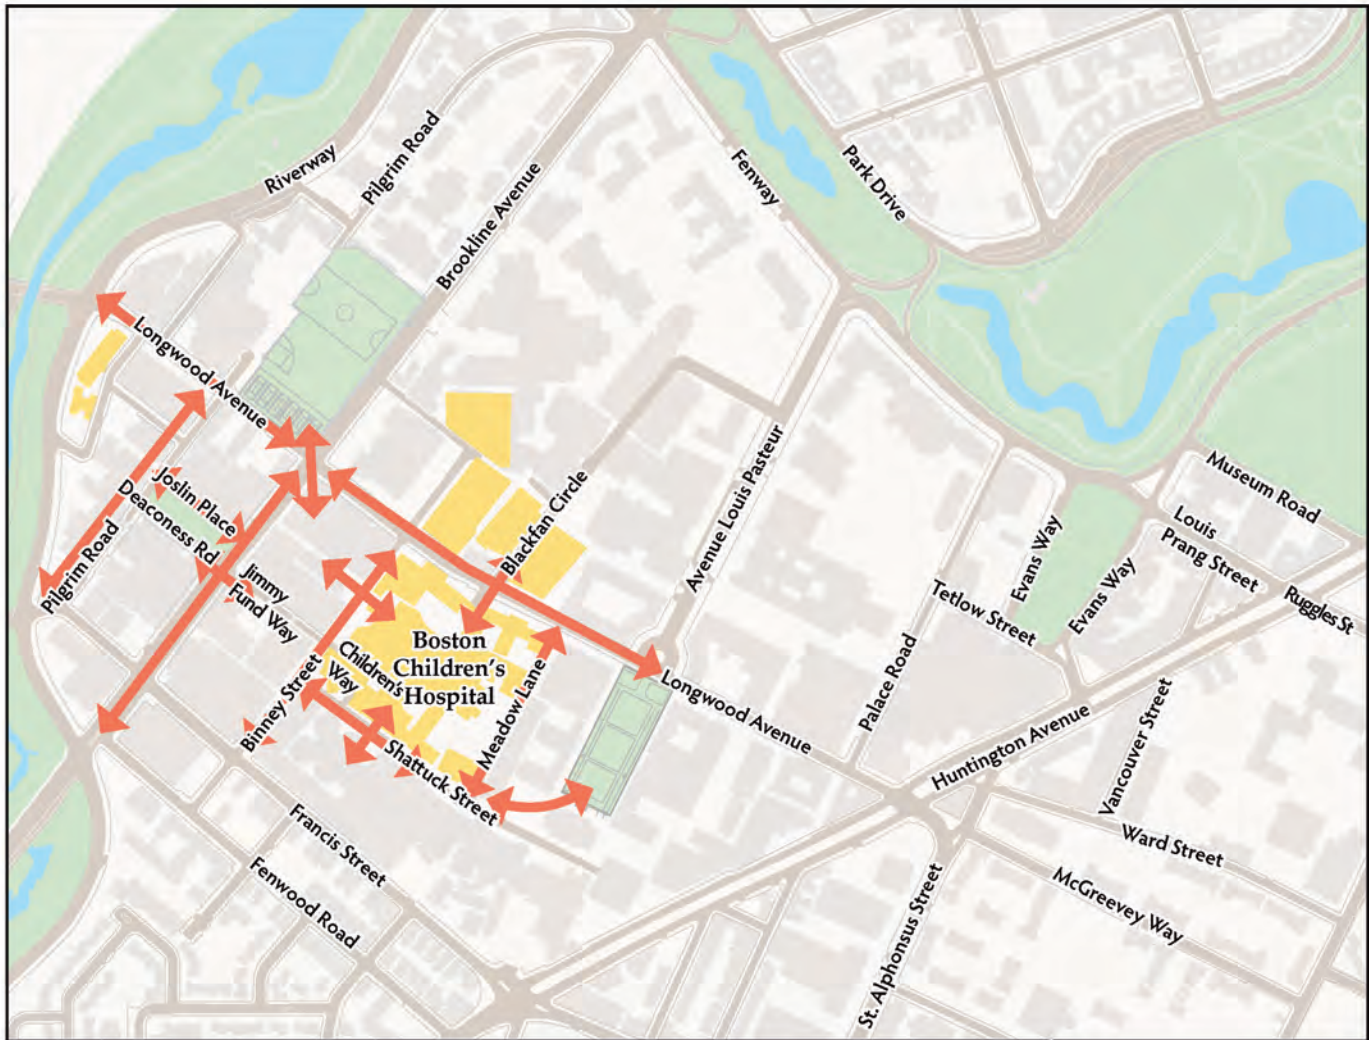 Riverway
Pilgrim Road
Brookline Avenue
Fenway
Park Drive
Longwood Avenue
Joslin Place
Deaconess Rd
Pilgrim Road
Jimmy
Fund Way
Blackfan Circle
Avenue Louis Pasteur
Museum Road
Louis
Prang Street
Ruggles St
Evans Way
Evans Way
Tetlow Street
Palace Road
Boston
Children's
Hospital
Children's
Way
Binney Street
Meadow Lane
Shattuck Street
Longwood Avenue
Huntington Avenue
Vancouver Street
Ward Street
McGreevey Way
St. Alphonsus Street
Francis Street
Fenwood Road